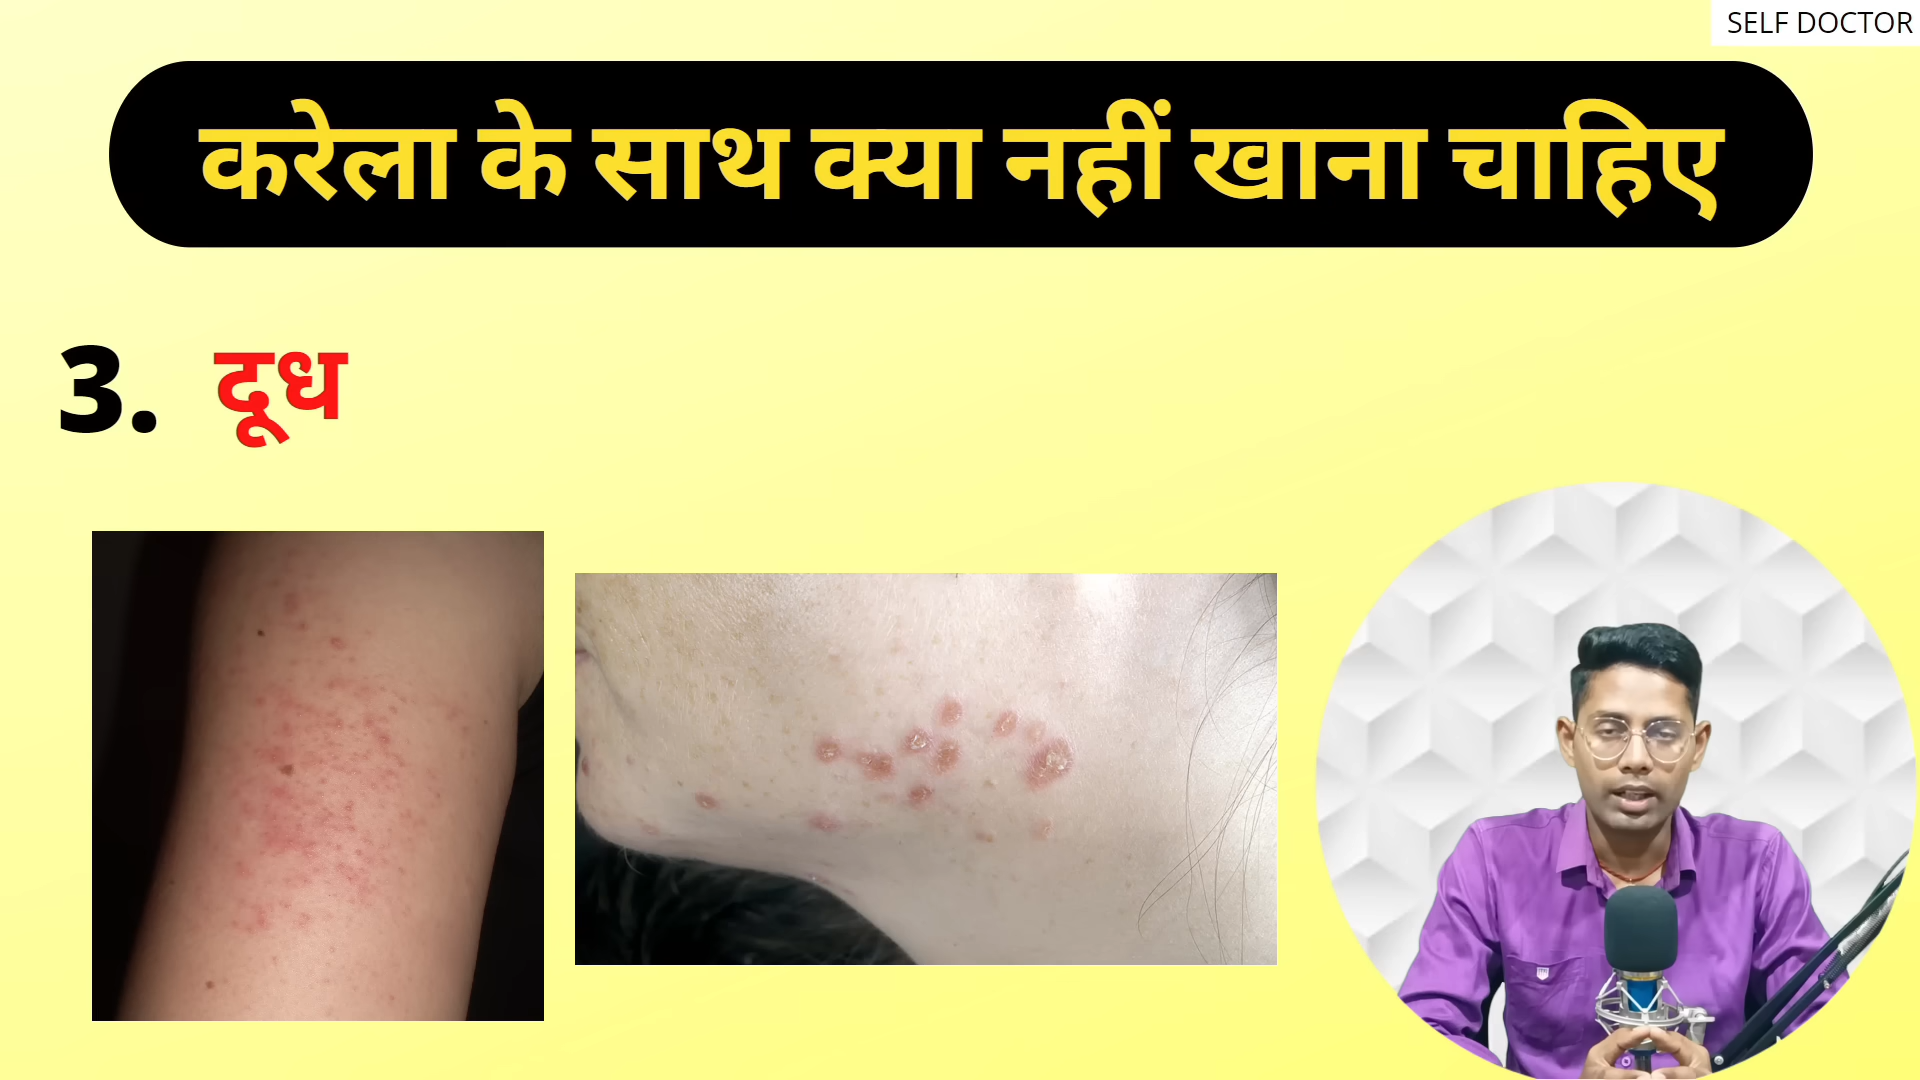 SELF DOCTOR
करेला के साथ क्या नहीं खाना चाहिए
3. दूध